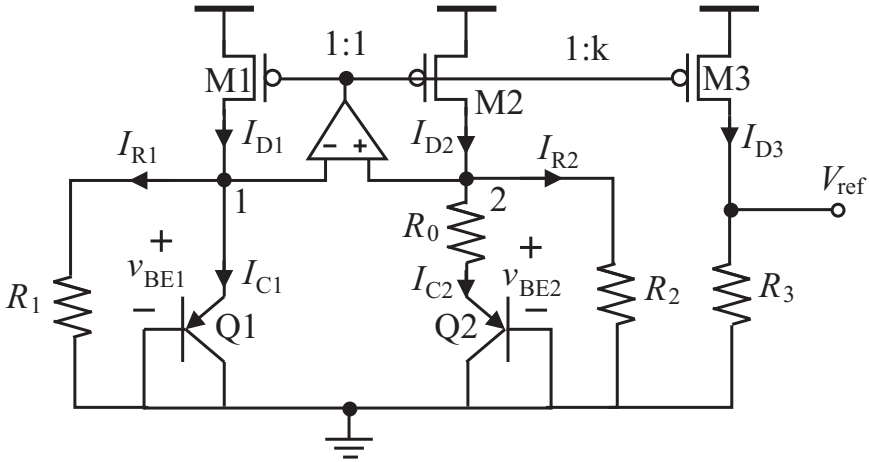 1:1
1:k
M1
M2
M3
I_R1
I_D1
- +
I_D2
I_R2
I_D3
V_ref
1
2
R_0
+
v_BE1
-
I_C1
I_C2
+
v_BE2
-
R_1
Q1
Q2
R_2
R_3